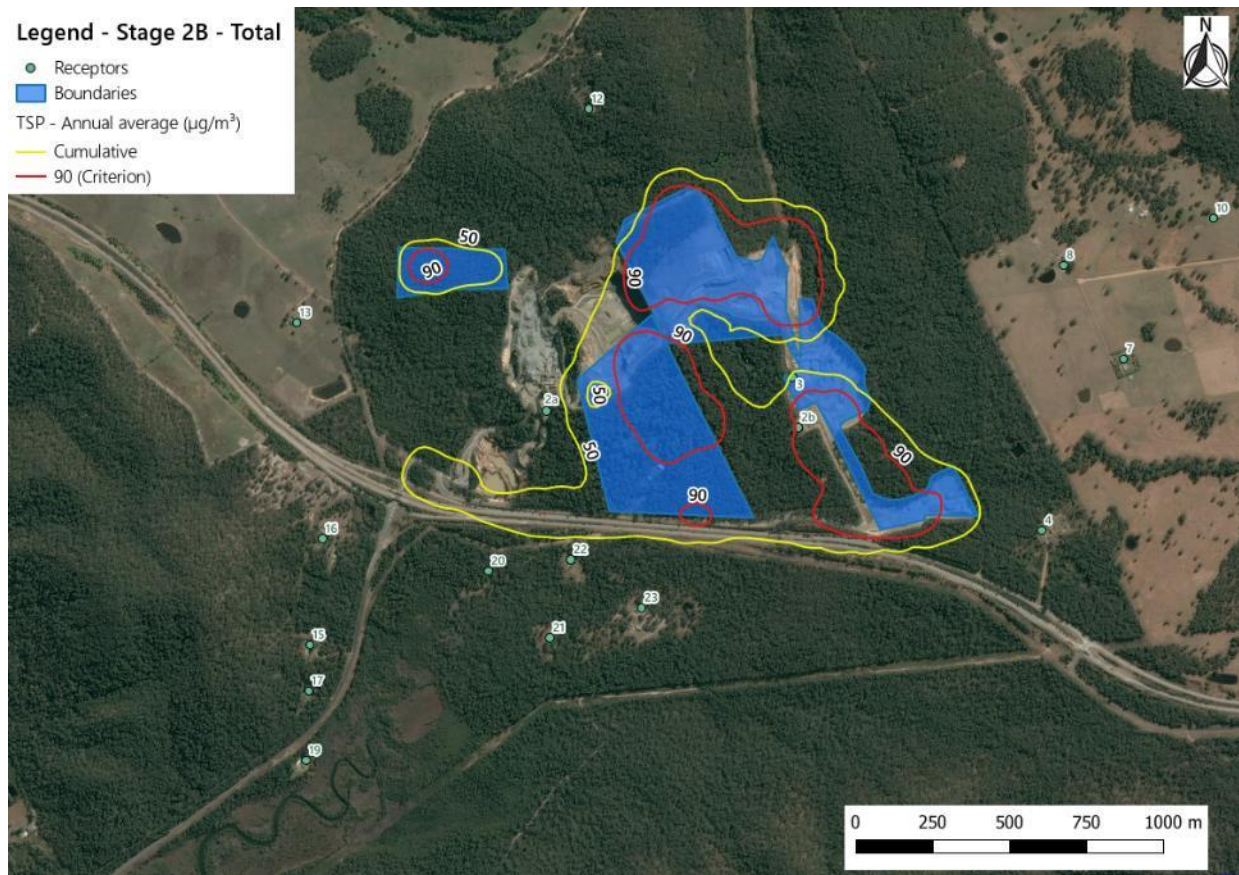 Legend - Stage 2B - Total
Receptors
Boundaries
TSP - Annual average (µg/m³)
Cumulative
90 (Criterion)
N
12
10
8
50
90
90
13
7
90
3
50
2a
2b
50
90
90
4
16
22
20
23
21
15
17
19
0 250 500 750 1000 m